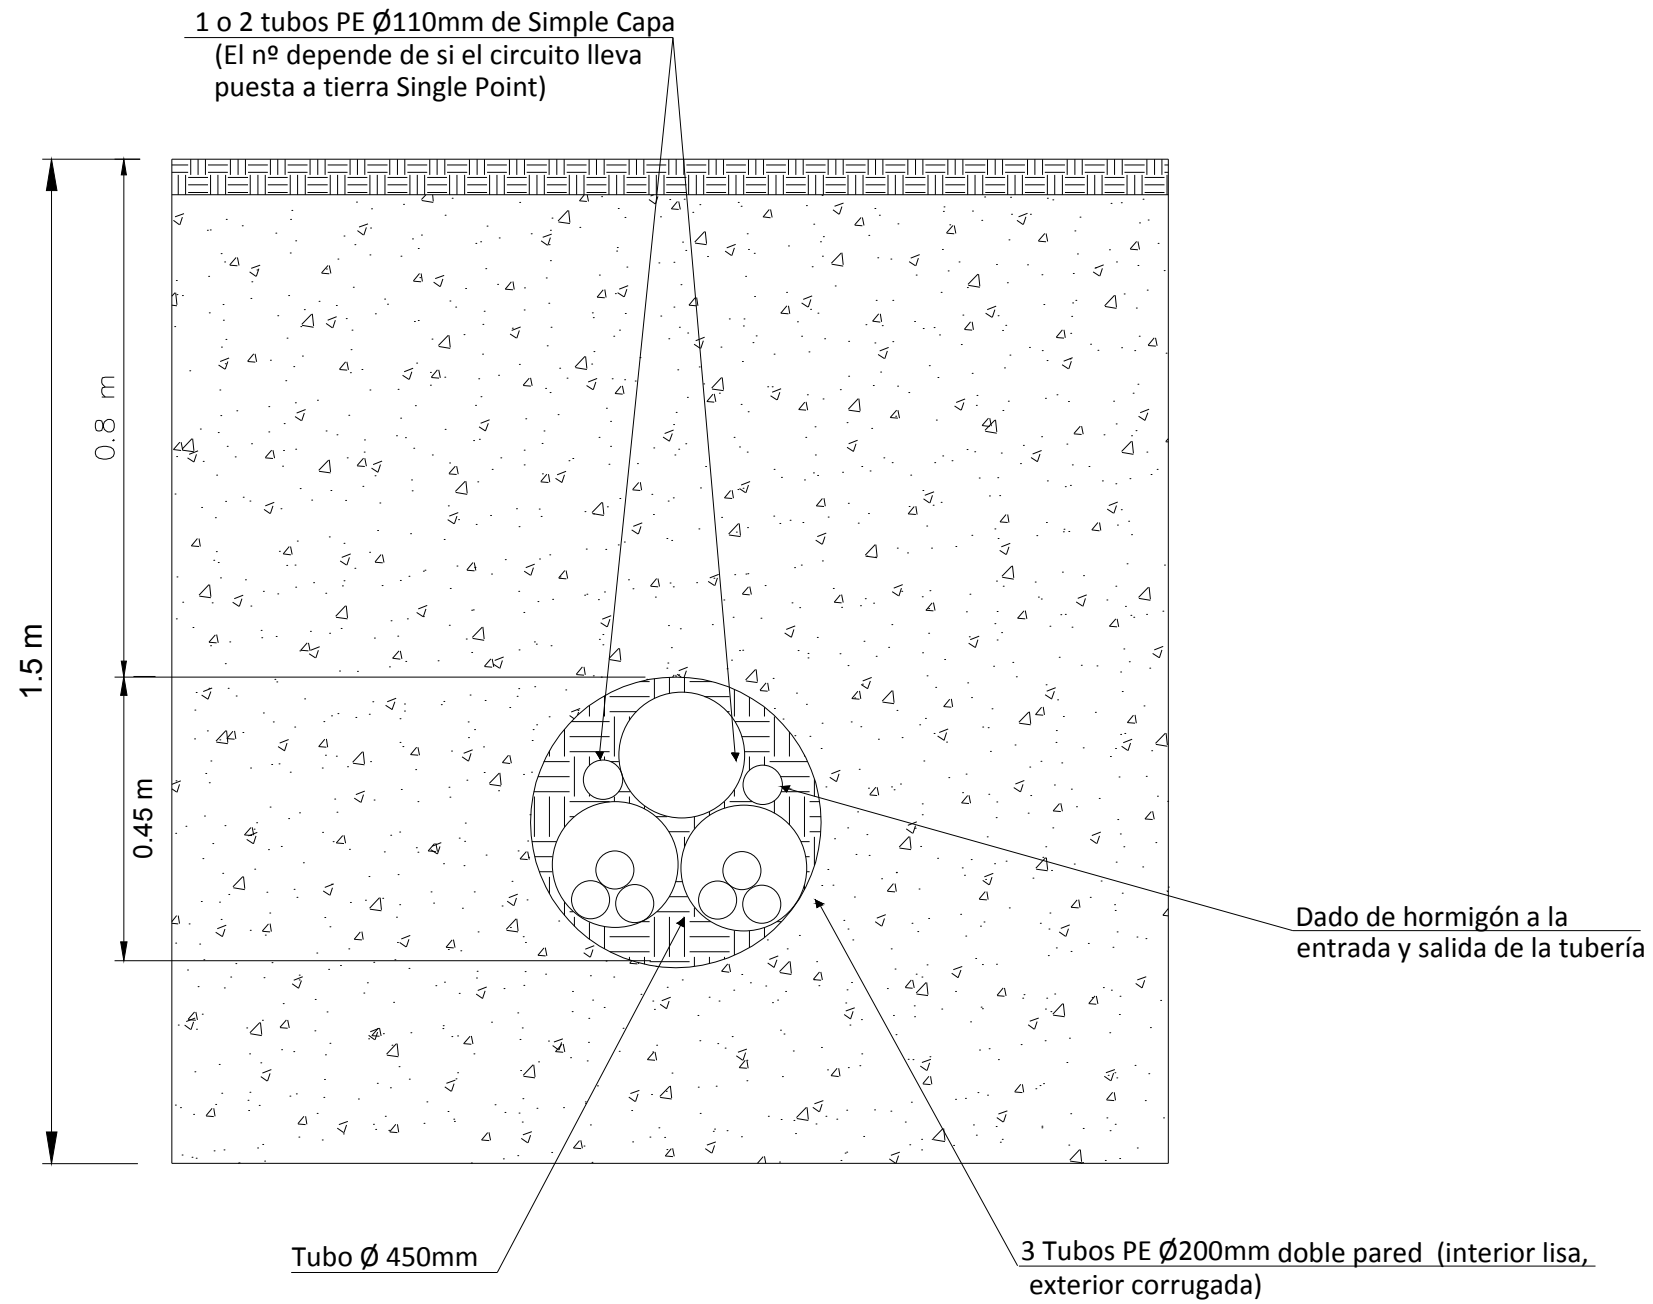 1 o 2 tubos PE Ø110mm de Simple Capa
(El nº depende de si el circuito lleva
puesta a tierra Single Point)
0.8 m
1.5 m
0.45 m
Dado de hormigón a la
entrada y salida de la tubería
Tubo Ø 450mm
3 Tubos PE Ø200mm doble pared (interior lisa,
exterior corrugada)